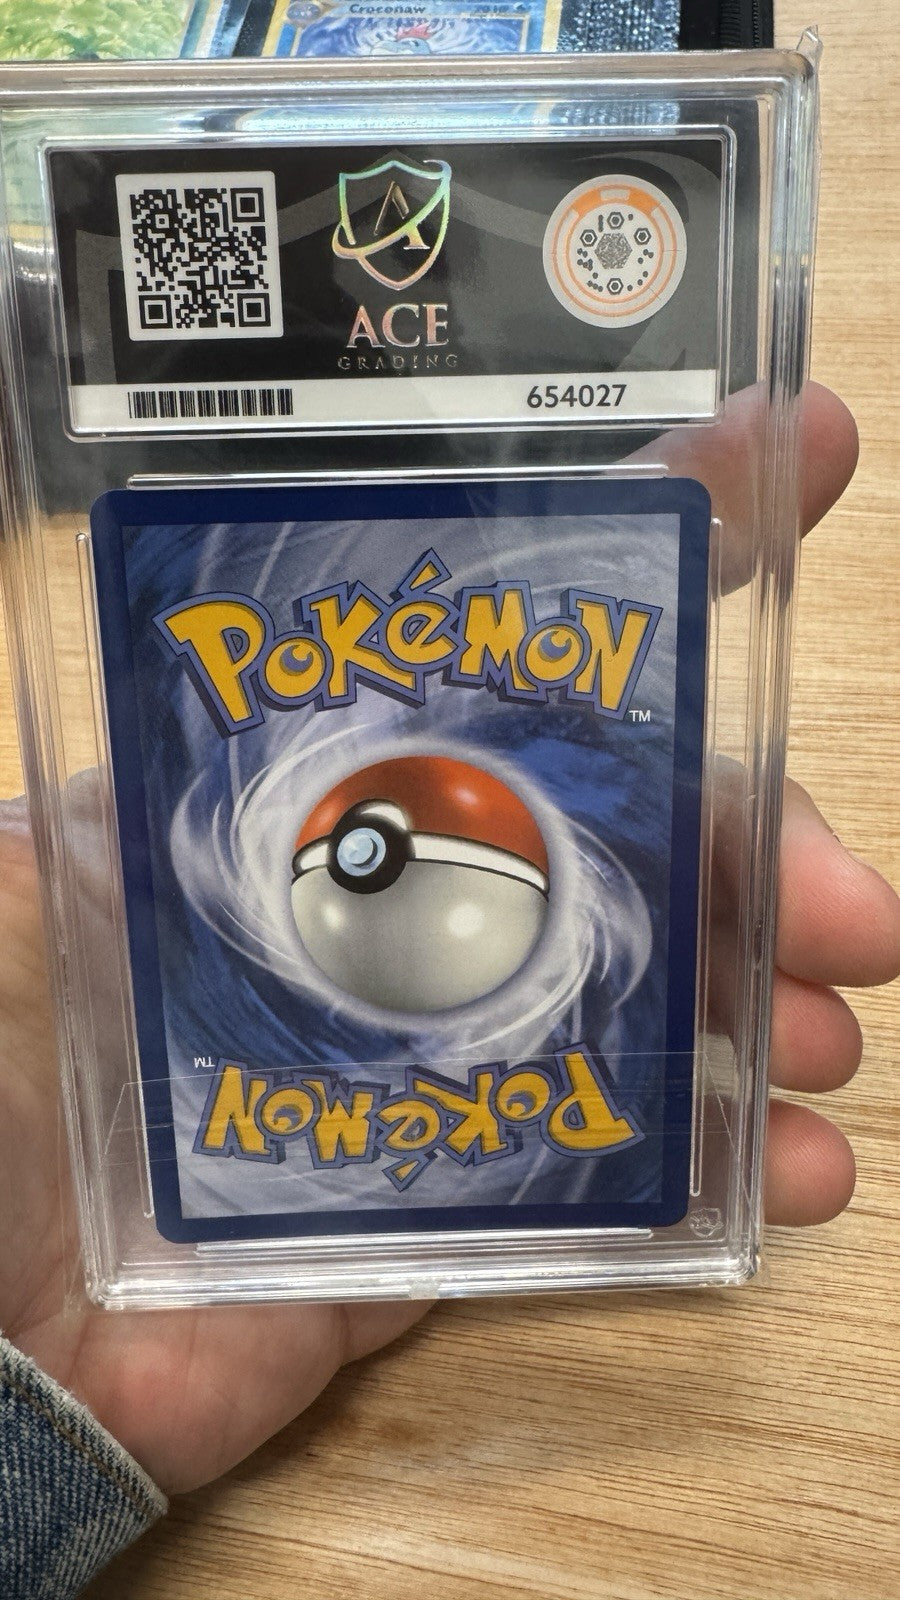 Croconaw
ACE
GRADING
654027
POKéMON
TM
TM
POKéMON